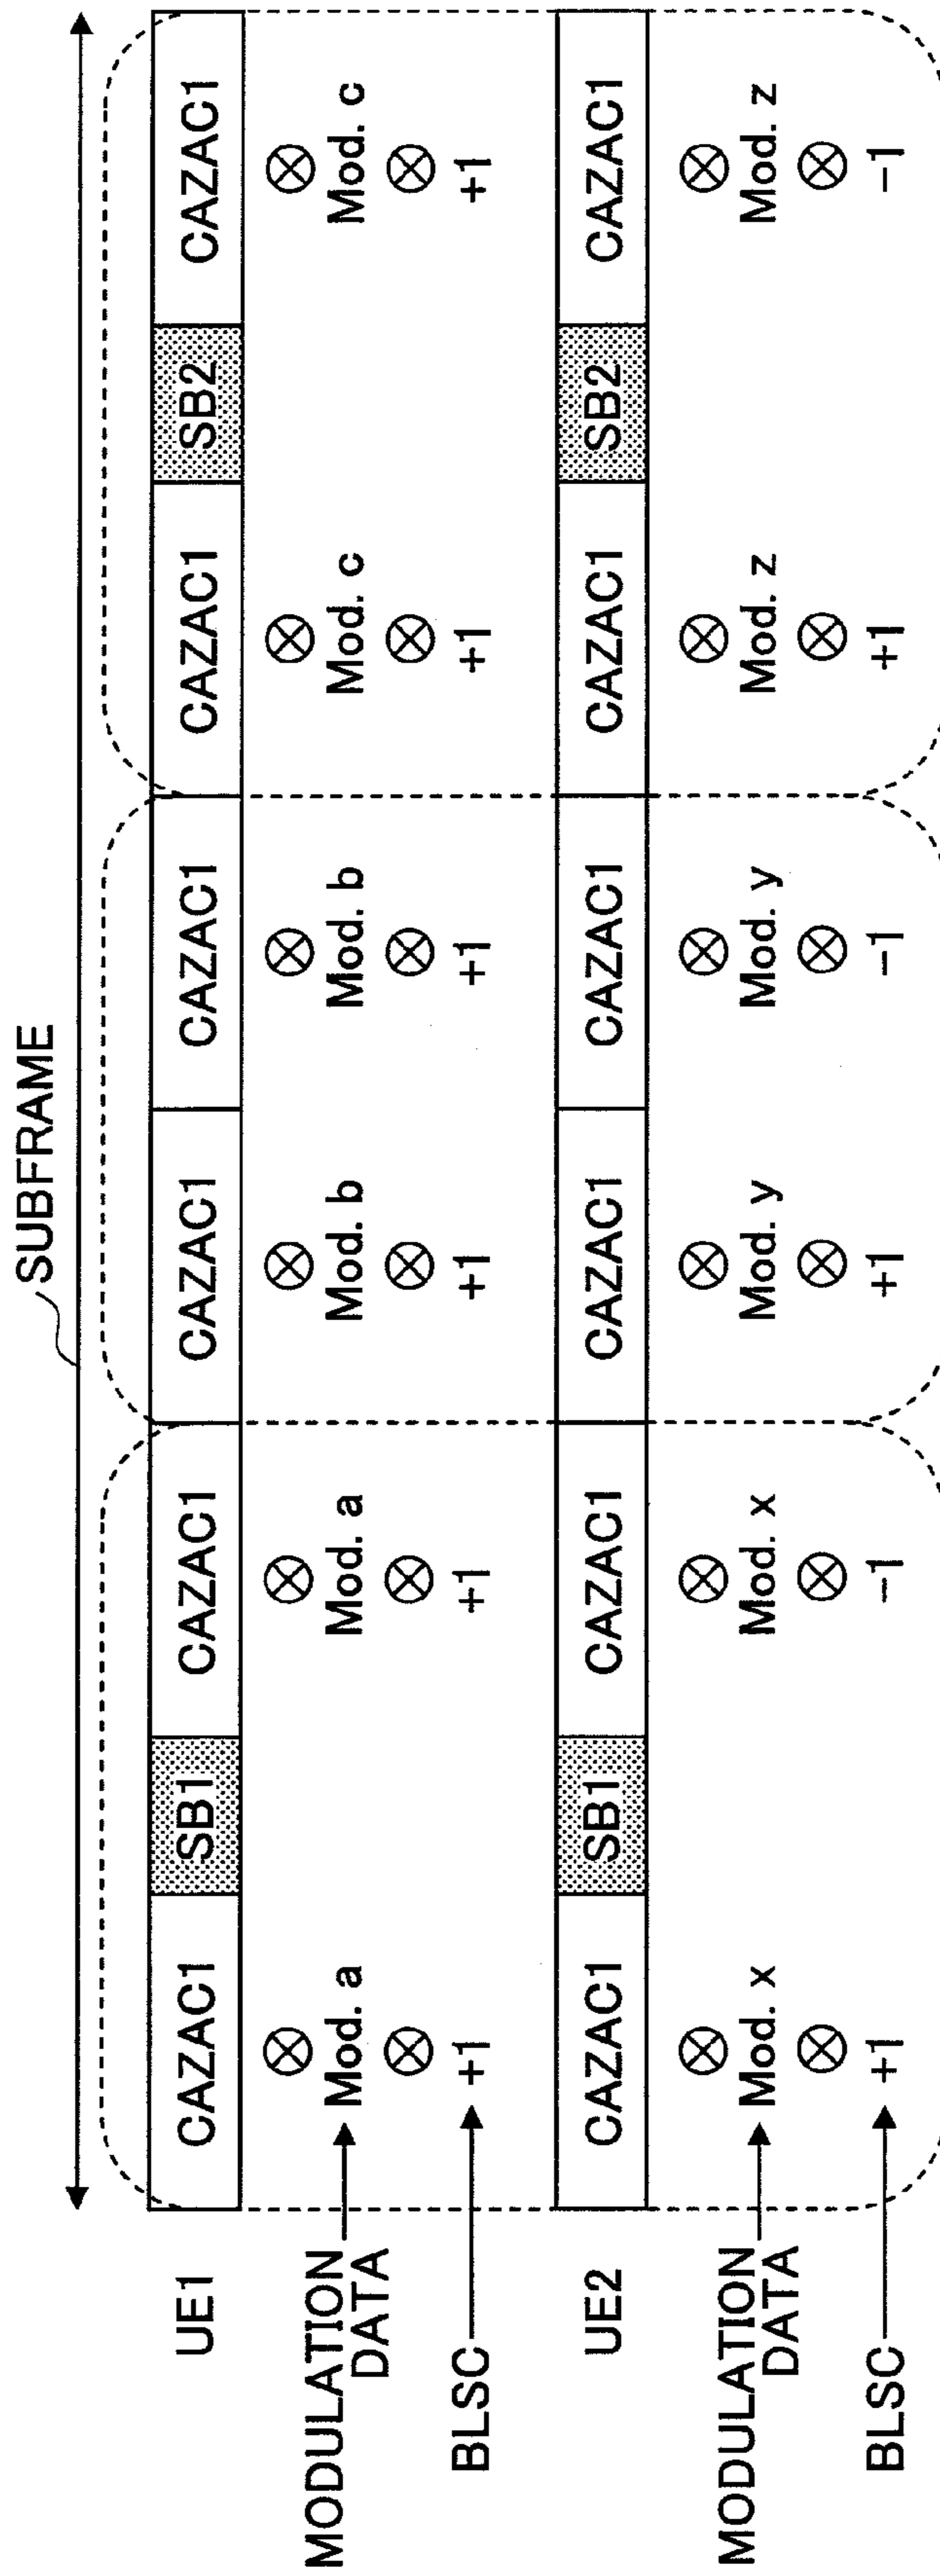 SUBFRAME
UE1 CAZAC1 SB1 CAZAC1 CAZAC1 CAZAC1 CAZAC1 SB2 CAZAC1
MODULATION DATA Mod. a Mod. a Mod. b Mod. b Mod. c Mod. c
BLSC +1 +1 +1 +1 +1 +1
UE2 CAZAC1 SB1 CAZAC1 CAZAC1 CAZAC1 CAZAC1 SB2 CAZAC1
MODULATION DATA Mod. x Mod. x Mod. y Mod. y Mod. z Mod. z
BLSC +1 −1 +1 −1 +1 −1